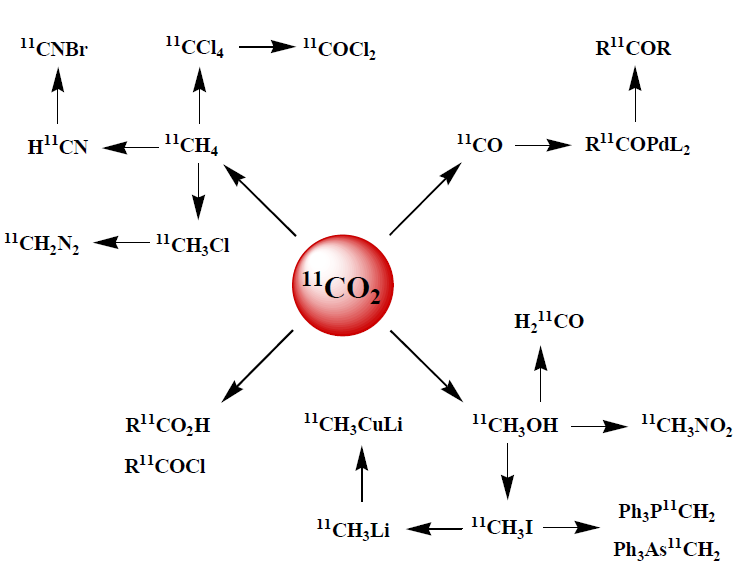 ¹¹CNBr
¹¹CCl₄
¹¹COCl₂
R¹¹COR
H¹¹CN
¹¹CH₄
¹¹CO
R¹¹COPdL₂
¹¹CH₂N₂
¹¹CH₃Cl
¹¹CO₂
H₂¹¹CO
R¹¹CO₂H
R¹¹COCl
¹¹CH₃CuLi
¹¹CH₃OH
¹¹CH₃NO₂
¹¹CH₃Li
¹¹CH₃I
Ph₃P¹¹CH₂
Ph₃As¹¹CH₂